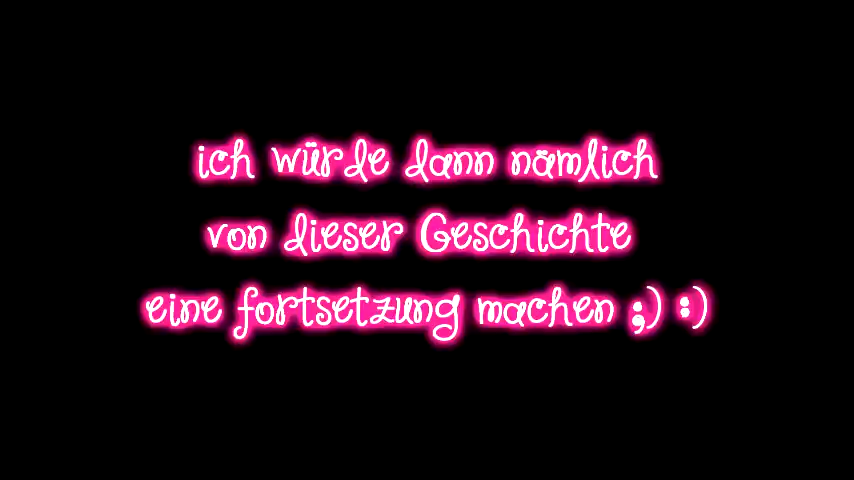 ich würde dann nämlich
von dieser Geschichte
eine fortsetzung machen ;) :)